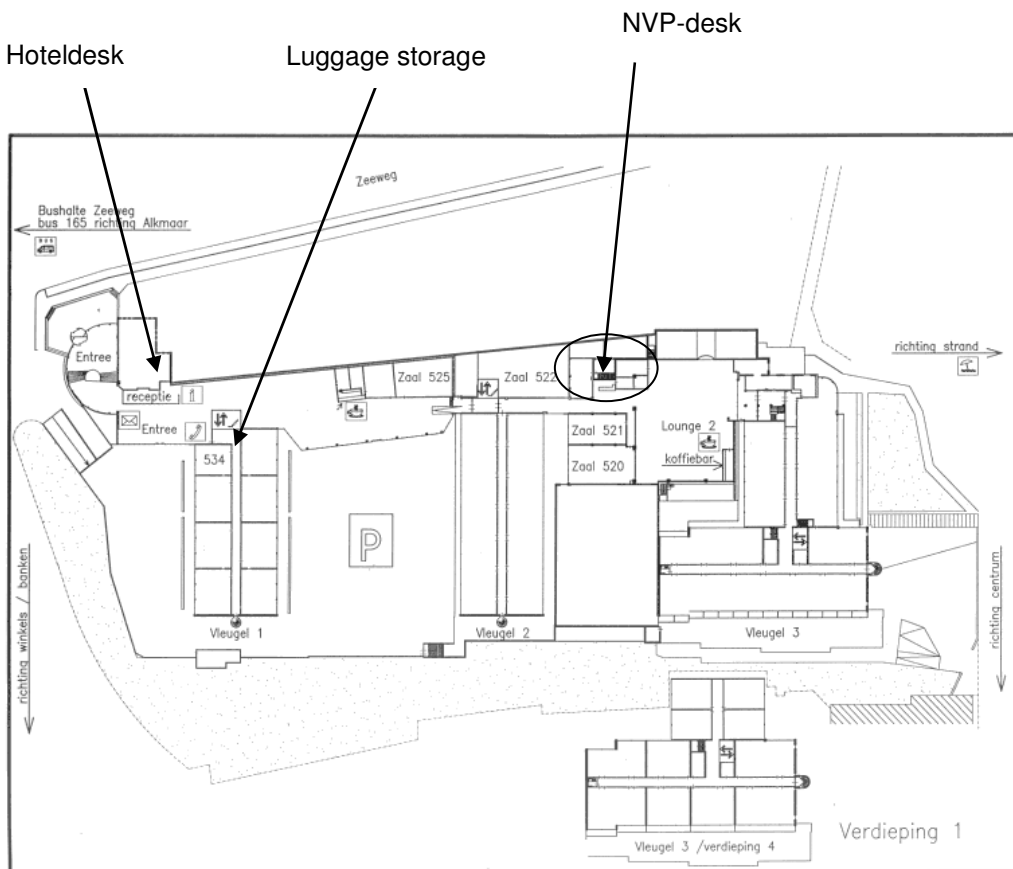 NVP-desk
Hoteldesk
Luggage storage
Zeeweg
Bushalte Zeeweg
bus 165 richting Alkmaar
BUS
Entree
richting strand
Zaal 525
Zaal 522
receptie
i
Entree
Zaal 521
Lounge 2
534
Zaal 520
koffiebar
P
richting winkels / banken
richting centrum
Vleugel 1
Vleugel 2
Vleugel 3
Verdieping 1
Vleugel 3 /verdieping 4